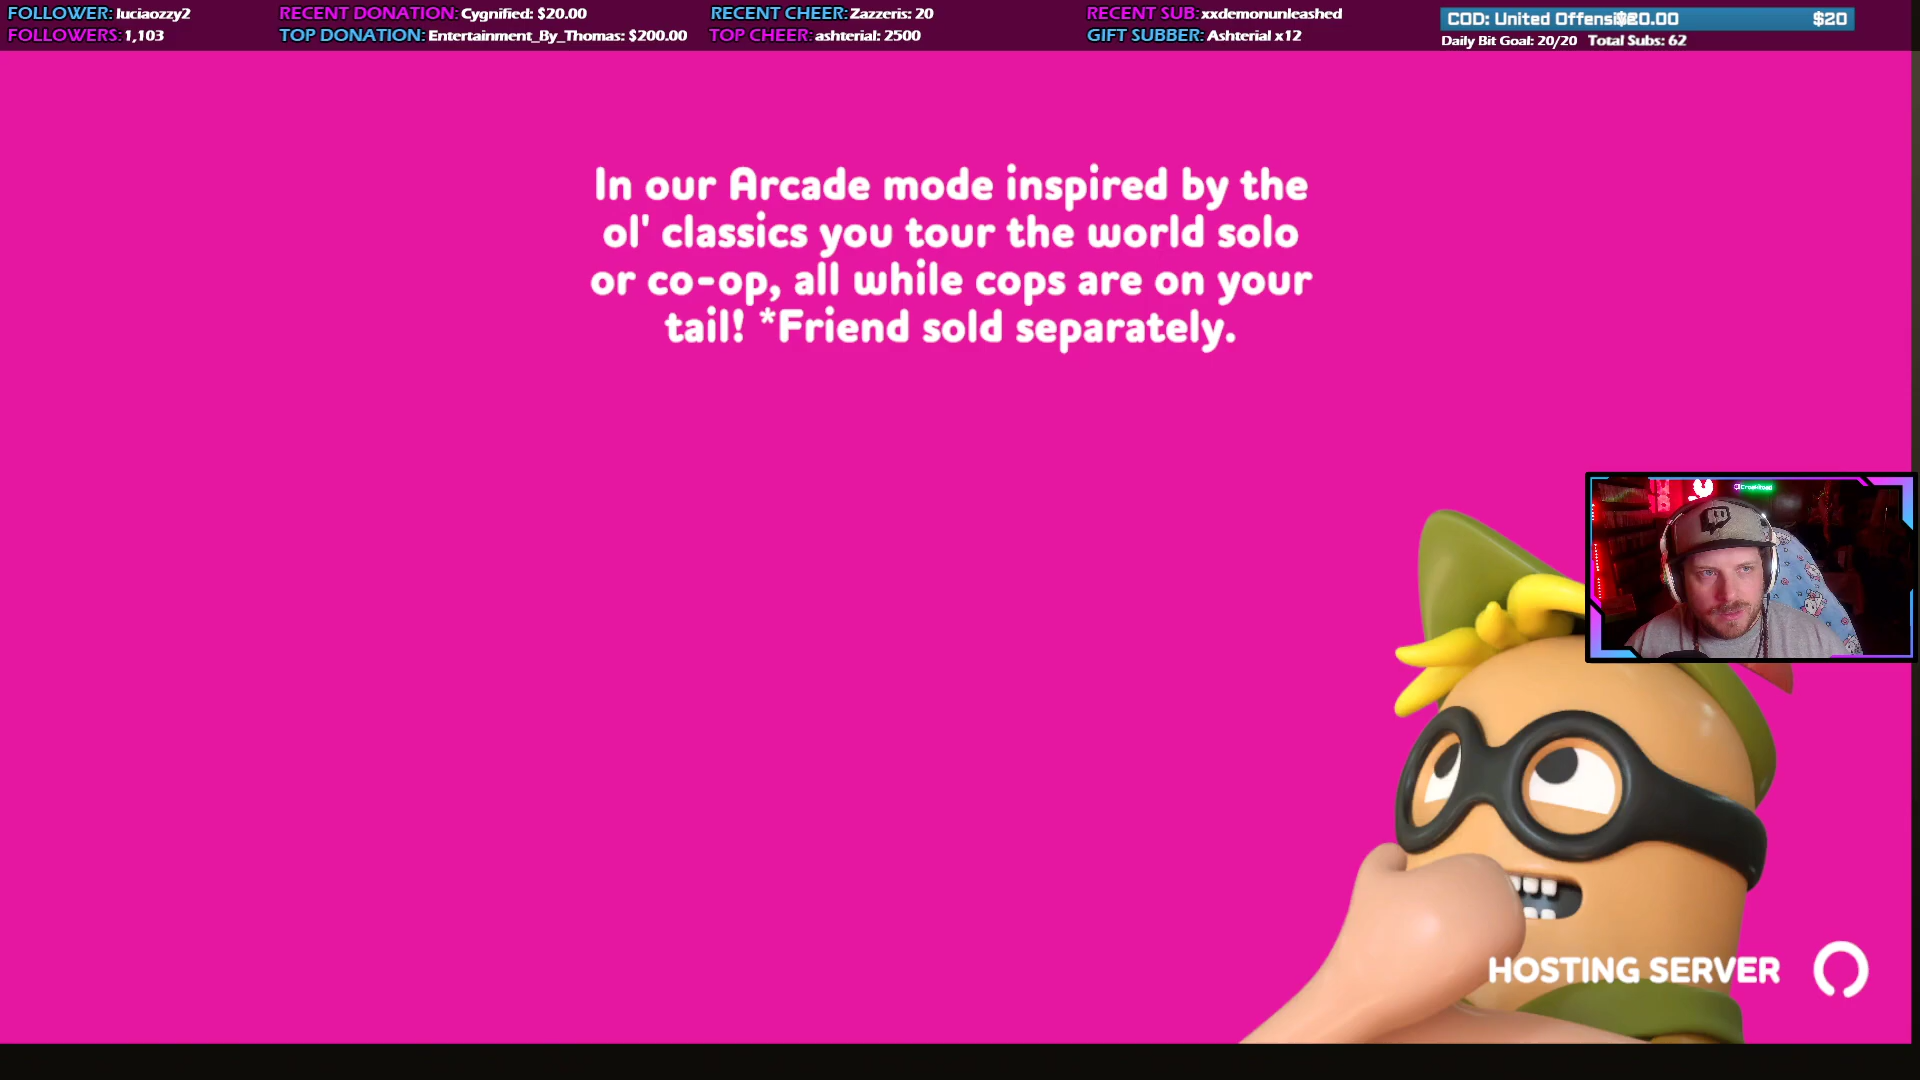 FOLLOWER: luciaozzy2
FOLLOWERS: 1,103
RECENT DONATION: Cygnified: $20.00
TOP DONATION: Entertainment_By_Thomas: $200.00
RECENT CHEER: Zazzeris: 20
TOP CHEER: ashterial: 2500
RECENT SUB: xxdemonunleashed
GIFT SUBBER: Ashterial x12
COD: United $20
Daily Bit Goal: 20/20 Total Subs: 62
In our Arcade mode inspired by the
ol' classics you tour the world solo
or co-op, all while cops are on your
tail! *Friend sold separately.
HOSTING SERVER